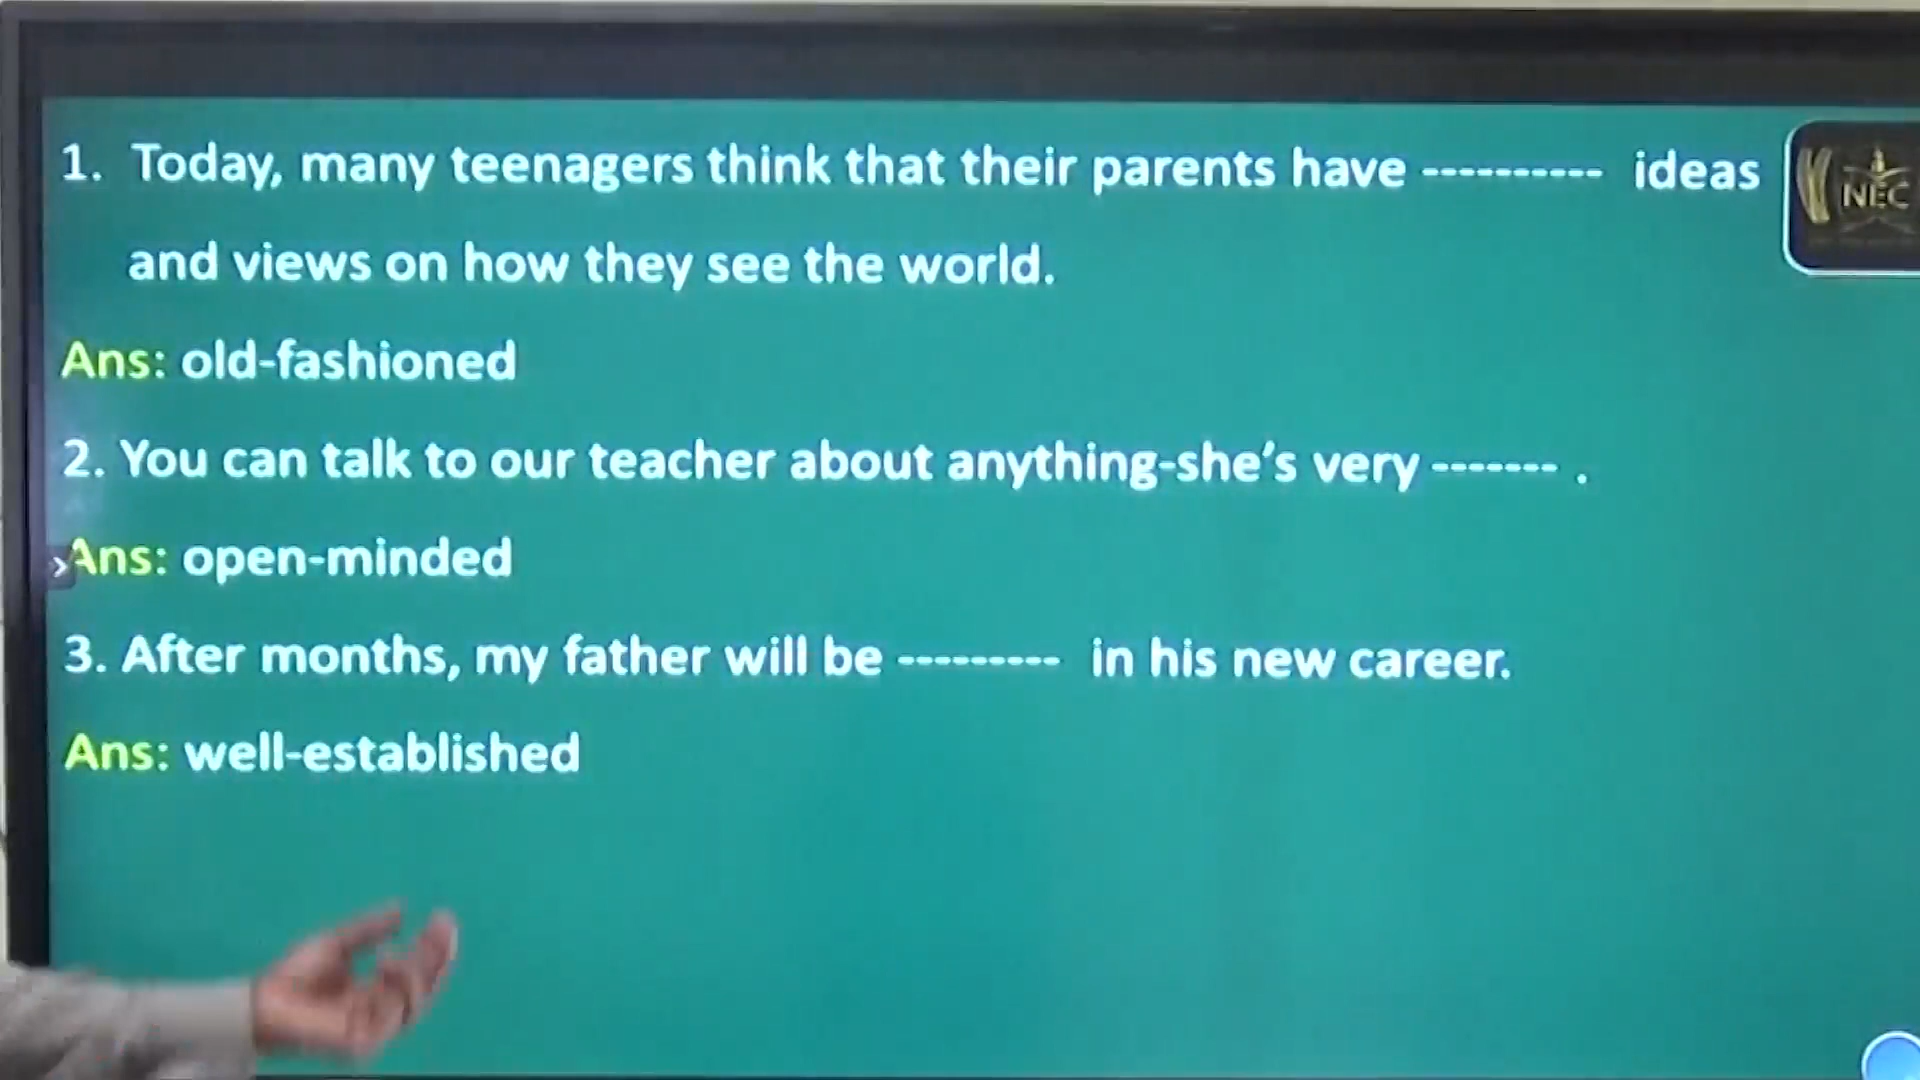 1. Today, many teenagers think that their parents have ---------- ideas
and views on how they see the world.
Ans: old-fashioned
2. You can talk to our teacher about anything-she's very ------- .
Ans: open-minded
3. After months, my father will be --------- in his new career.
Ans: well-established
NEC